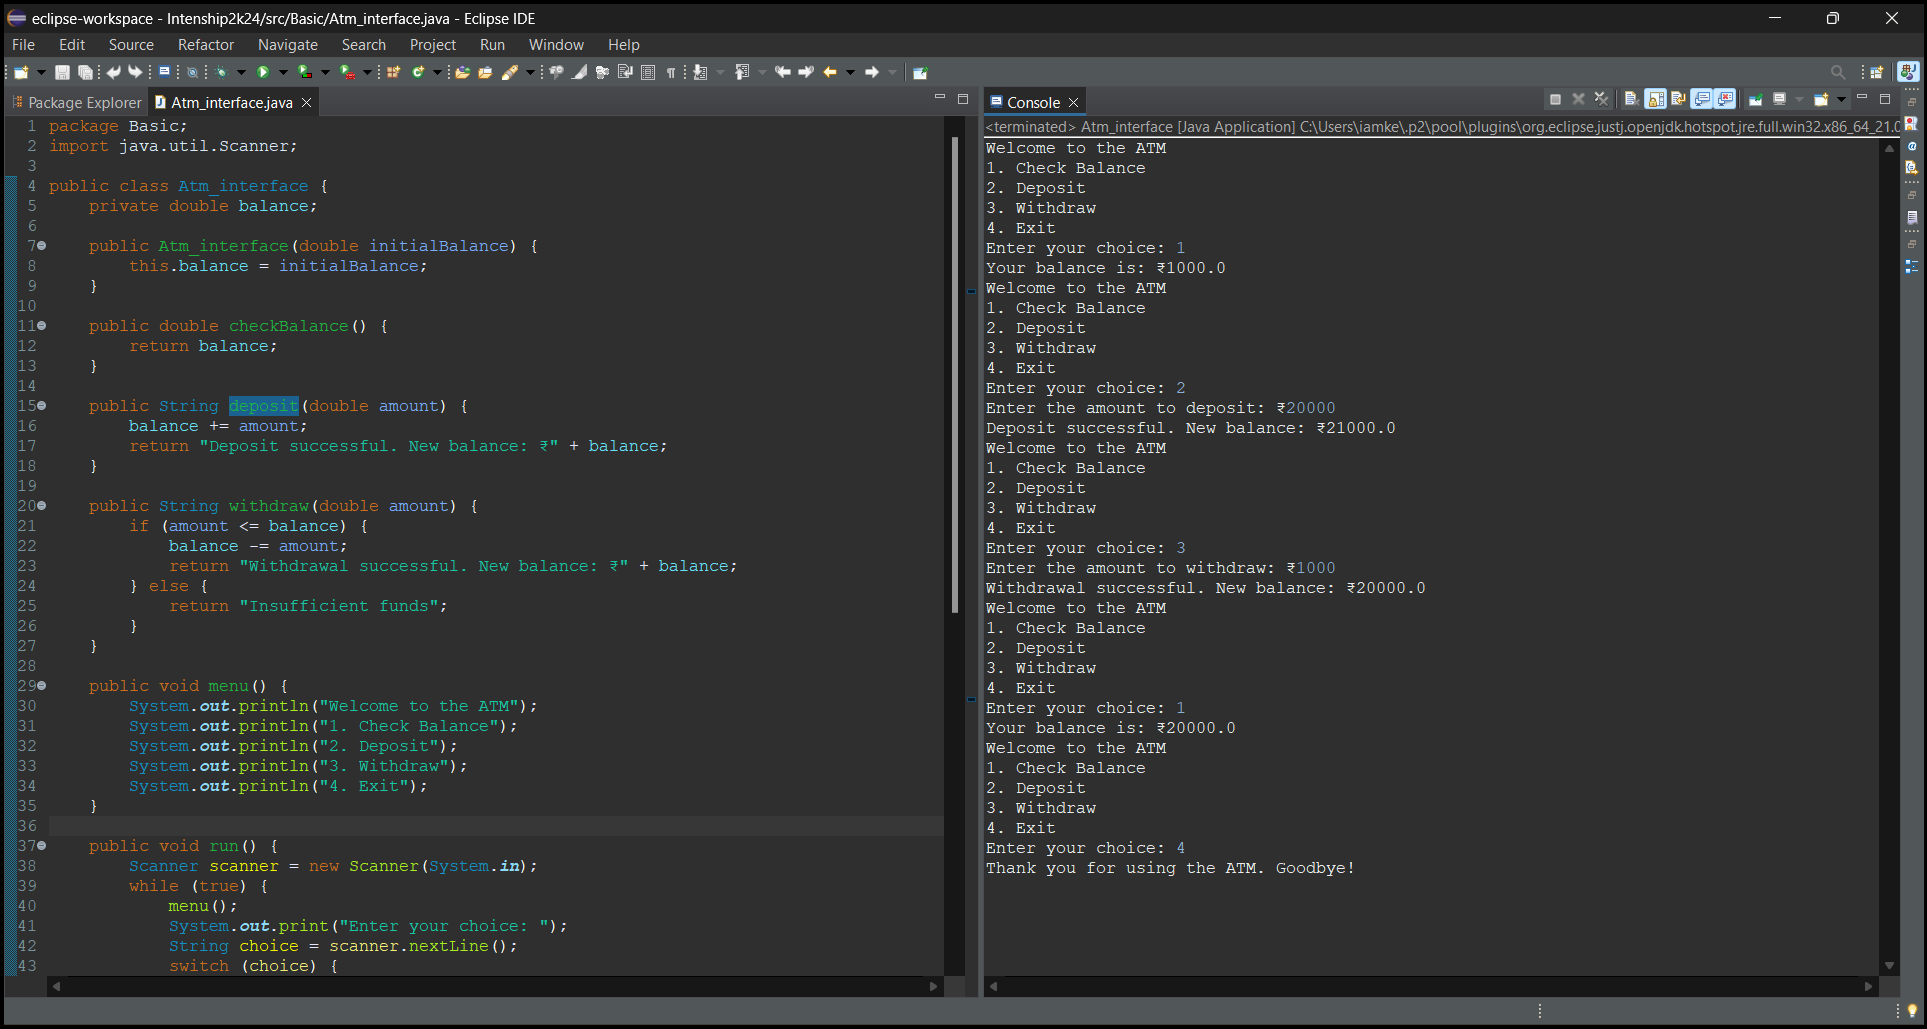 eclipse-workspace - Intenship2k24/src/Basic/Atm_interface.java - Eclipse IDE
File Edit Source Refactor Navigate Search Project Run Window Help
Package Explorer Atm_interface.java
1 package Basic;
2 import java.util.Scanner;
3
4 public class Atm_interface {
5     private double balance;
6
7     public Atm_interface(double initialBalance) {
8         this.balance = initialBalance;
9     }
10
11     public double checkBalance() {
12         return balance;
13     }
14
15     public String deposit(double amount) {
16         balance += amount;
17         return "Deposit successful. New balance: ₹" + balance;
18     }
19
20     public String withdraw(double amount) {
21         if (amount <= balance) {
22             balance -= amount;
23             return "Withdrawal successful. New balance: ₹" + balance;
24         } else {
25             return "Insufficient funds";
26         }
27     }
28
29     public void menu() {
30         System.out.println("Welcome to the ATM");
31         System.out.println("1. Check Balance");
32         System.out.println("2. Deposit");
33         System.out.println("3. Withdraw");
34         System.out.println("4. Exit");
35     }
36
37     public void run() {
38         Scanner scanner = new Scanner(System.in);
39         while (true) {
40             menu();
41             System.out.print("Enter your choice: ");
42             String choice = scanner.nextLine();
43             switch (choice) {
Console
<terminated> Atm_interface [Java Application] C:\Users\iamke\.p2\pool\plugins\org.eclipse.justj.openjdk.hotspot.jre.full.win32.x86_64_21.0
Welcome to the ATM
1. Check Balance
2. Deposit
3. Withdraw
4. Exit
Enter your choice: 1
Your balance is: ₹1000.0
Welcome to the ATM
1. Check Balance
2. Deposit
3. Withdraw
4. Exit
Enter your choice: 2
Enter the amount to deposit: ₹20000
Deposit successful. New balance: ₹21000.0
Welcome to the ATM
1. Check Balance
2. Deposit
3. Withdraw
4. Exit
Enter your choice: 3
Enter the amount to withdraw: ₹1000
Withdrawal successful. New balance: ₹20000.0
Welcome to the ATM
1. Check Balance
2. Deposit
3. Withdraw
4. Exit
Enter your choice: 1
Your balance is: ₹20000.0
Welcome to the ATM
1. Check Balance
2. Deposit
3. Withdraw
4. Exit
Enter your choice: 4
Thank you for using the ATM. Goodbye!